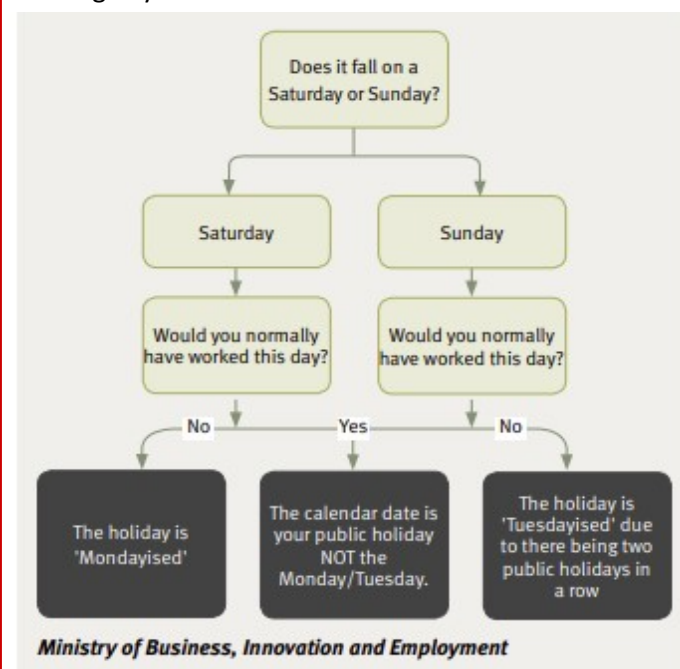 Does it fall on a
Saturday or Sunday?
Saturday
Sunday
Would you normally
have worked this day?
Would you normally
have worked this day?
No
Yes
No
The holiday is
'Mondayised'
The calendar date is
your public holiday
NOT the
Monday/Tuesday.
The holiday is
'Tuesdayised' due
to there being two
public holidays in
a row
Ministry of Business, Innovation and Employment